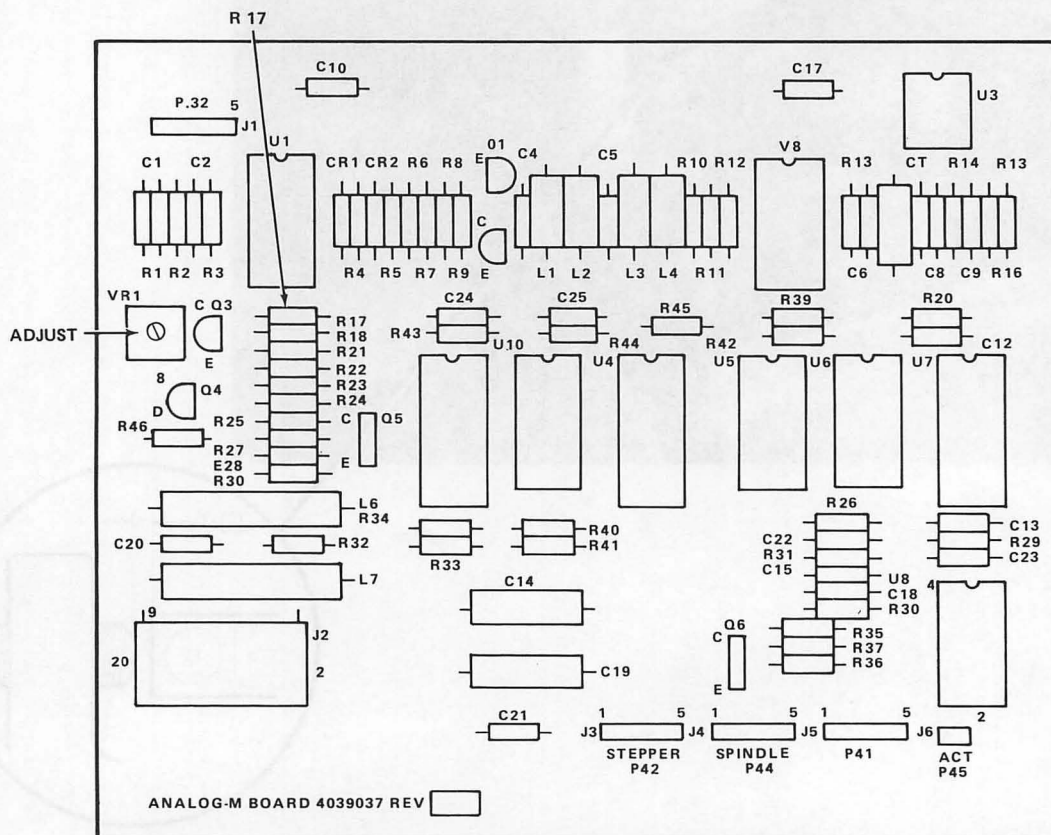 R 17
C10
C17
P.32 5
J1
U3
U1
C1 C2
CR1 CR2 R6 R8
E O1
C4 C5
R10 R12
V8
R13 CT R14 R13
C
E
R1 R2 R3
R4 R5 R7 R9
L1 L2 L3 L4 R11
C6 C8 C9 R16
VR1
C Q3
E
ADJUST
R17
R18
R21
R22
R23
R24
R25
R27
E28
R30
C24
R43
C25
R44
R45
R42
R39
R20
U10
U4
U5
U6
U7
C12
8
Q4
D
R46
C Q5
E
L6
R34
C20
R32
L7
R33
R40
R41
R26
C22
R31
C15
U8
C18
R30
C13
R29
C23
4
2
C14
C19
C21
9
J2
20
2
Q6
C
E
R35
R37
R36
J3 1 5
STEPPER
P42
J4 1 5
SPINDLE
P44
J5 1 5
P41
J6
ACT
P45
ANALOG-M BOARD 4039037 REV